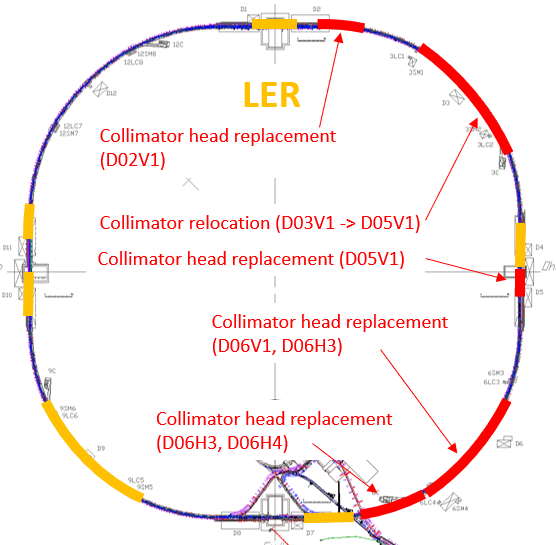 D1
D2
12C
12SM8
12LC8
3LC1
3SM1
LER
D12
D3
12LC7
12SM7
3LC2
3C
Collimator head replacement
(D02V1)
Collimator relocation (D03V1 -> D05V1)
D11
D4
Collimator head replacement (D05V1)
D10
D5
Collimator head replacement
(D06V1, D06H3)
9C
6SM3
6LC3
9SM6
9LC6
Collimator head replacement
(D06H3, D06H4)
D9
D6
9LC5
9SM5
6LC4
6SM4
D8
D7